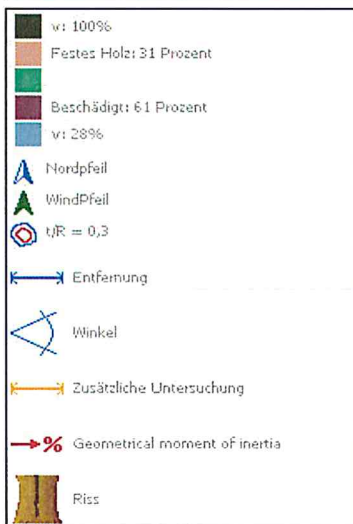 v: 100%
Festes Holz: 31 Prozent
Beschädigt: 61 Prozent
v: 28%
Nordpfeil
WindPfeil
t/R = 0,3
Entfernung
Winkel
Zusätzliche Untersuchung
% Geometrical moment of inertia
Riss